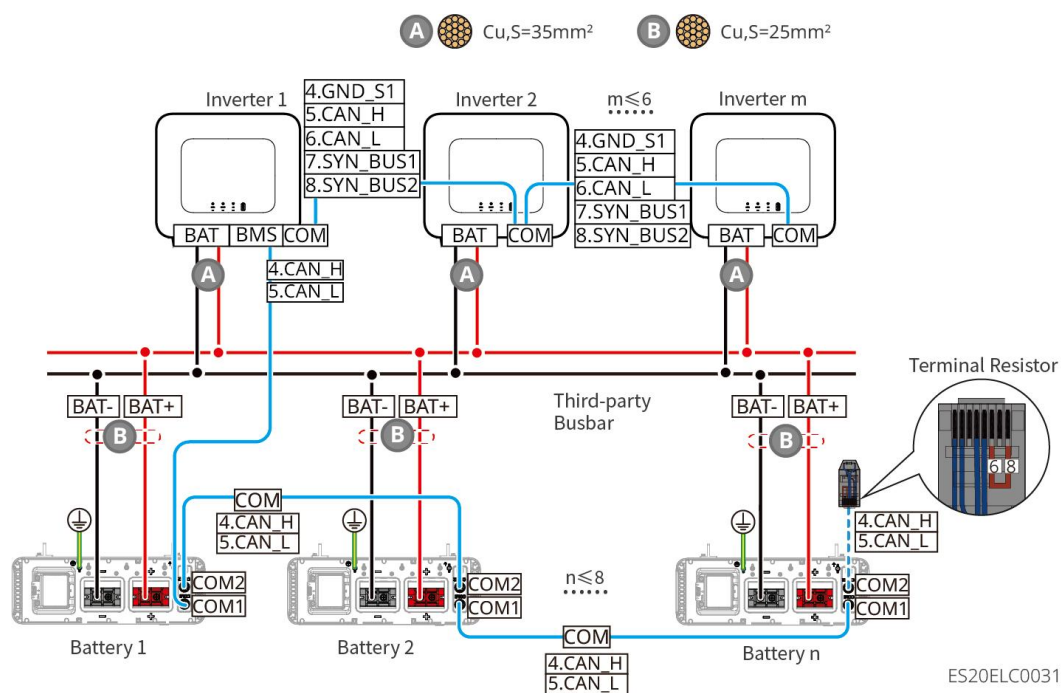 A Cu,S=35mm²
B Cu,S=25mm²
Inverter 1
4.GND_S1
5.CAN_H
6.CAN_L
7.SYN_BUS1
8.SYN_BUS2
Inverter 2
m≤6
4.GND_S1
5.CAN_H
6.CAN_L
7.SYN_BUS1
8.SYN_BUS2
Inverter m
BAT
BMS
COM
BAT
COM
BAT
COM
A
4.CAN_H
5.CAN_L
A
A
Third-party
Busbar
Terminal Resistor
6 8
BAT-
BAT+
B
BAT-
BAT+
B
BAT-
BAT+
B
COM
4.CAN_H
5.CAN_L
4.CAN_H
5.CAN_L
COM2
COM1
COM2
COM1
n≤8
COM2
COM1
Battery 1
Battery 2
COM
4.CAN_H
5.CAN_L
Battery n
ES20ELC0031